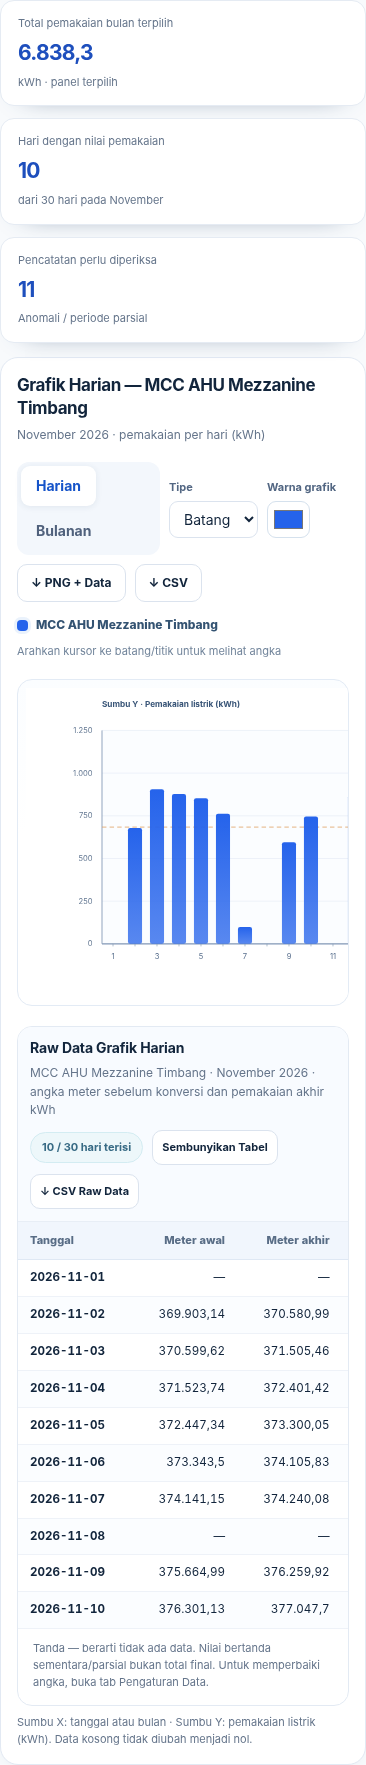 Total pemakaian bulan terpilih
6.838,3
kWh · panel terpilih
Hari dengan nilai pemakaian
10
dari 30 hari pada November
Pencatatan perlu diperiksa
11
Anomali / periode parsial
Grafik Harian — MCC AHU Mezzanine
Timbang
November 2026 · pemakaian per hari (kWh)
Harian
Bulanan
Tipe
Batang
Warna grafik
↓ PNG + Data
↓ CSV
MCC AHU Mezzanine Timbang
Arahkan kursor ke batang/titik untuk melihat angka
Sumbu Y · Pemakaian listrik (kWh)
1.250
1.000
750
500
250
0
1 3 5 7 9 11
Raw Data Grafik Harian
MCC AHU Mezzanine Timbang · November 2026 ·
angka meter sebelum konversi dan pemakaian akhir
kWh
10 / 30 hari terisi
Sembunyikan Tabel
↓ CSV Raw Data
Tanggal Meter awal Meter akhir
2026-11-01 — —
2026-11-02 369.903,14 370.580,99
2026-11-03 370.599,62 371.505,46
2026-11-04 371.523,74 372.401,42
2026-11-05 372.447,34 373.300,05
2026-11-06 373.343,5 374.105,83
2026-11-07 374.141,15 374.240,08
2026-11-08 — —
2026-11-09 375.664,99 376.259,92
2026-11-10 376.301,13 377.047,7
Tanda — berarti tidak ada data. Nilai bertanda
sementara/parsial bukan total final. Untuk memperbaiki
angka, buka tab Pengaturan Data.
Sumbu X: tanggal atau bulan · Sumbu Y: pemakaian listrik
(kWh). Data kosong tidak diubah menjadi nol.